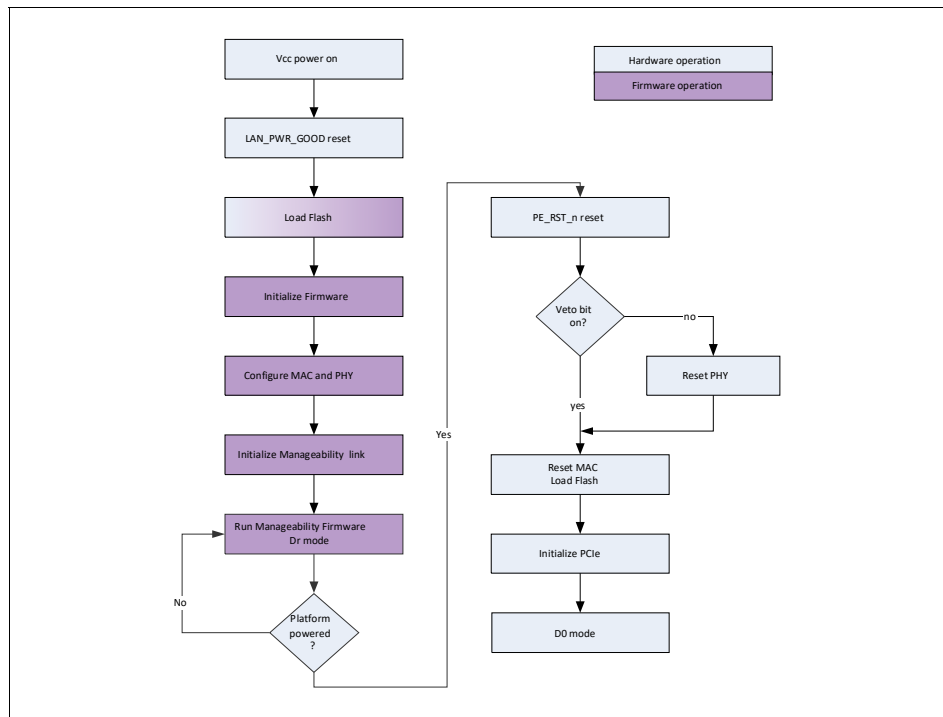 Vcc power on
LAN_PWR_GOOD reset
Load Flash
Initialize Firmware
Configure MAC and PHY
Initialize Manageability link
Run Manageability Firmware
Dr mode
No
Platform
powered
?
Yes
Hardware operation
Firmware operation
PE_RST_n reset
Veto bit
on?
no
Reset PHY
yes
Reset MAC
Load Flash
Initialize PCIe
D0 mode